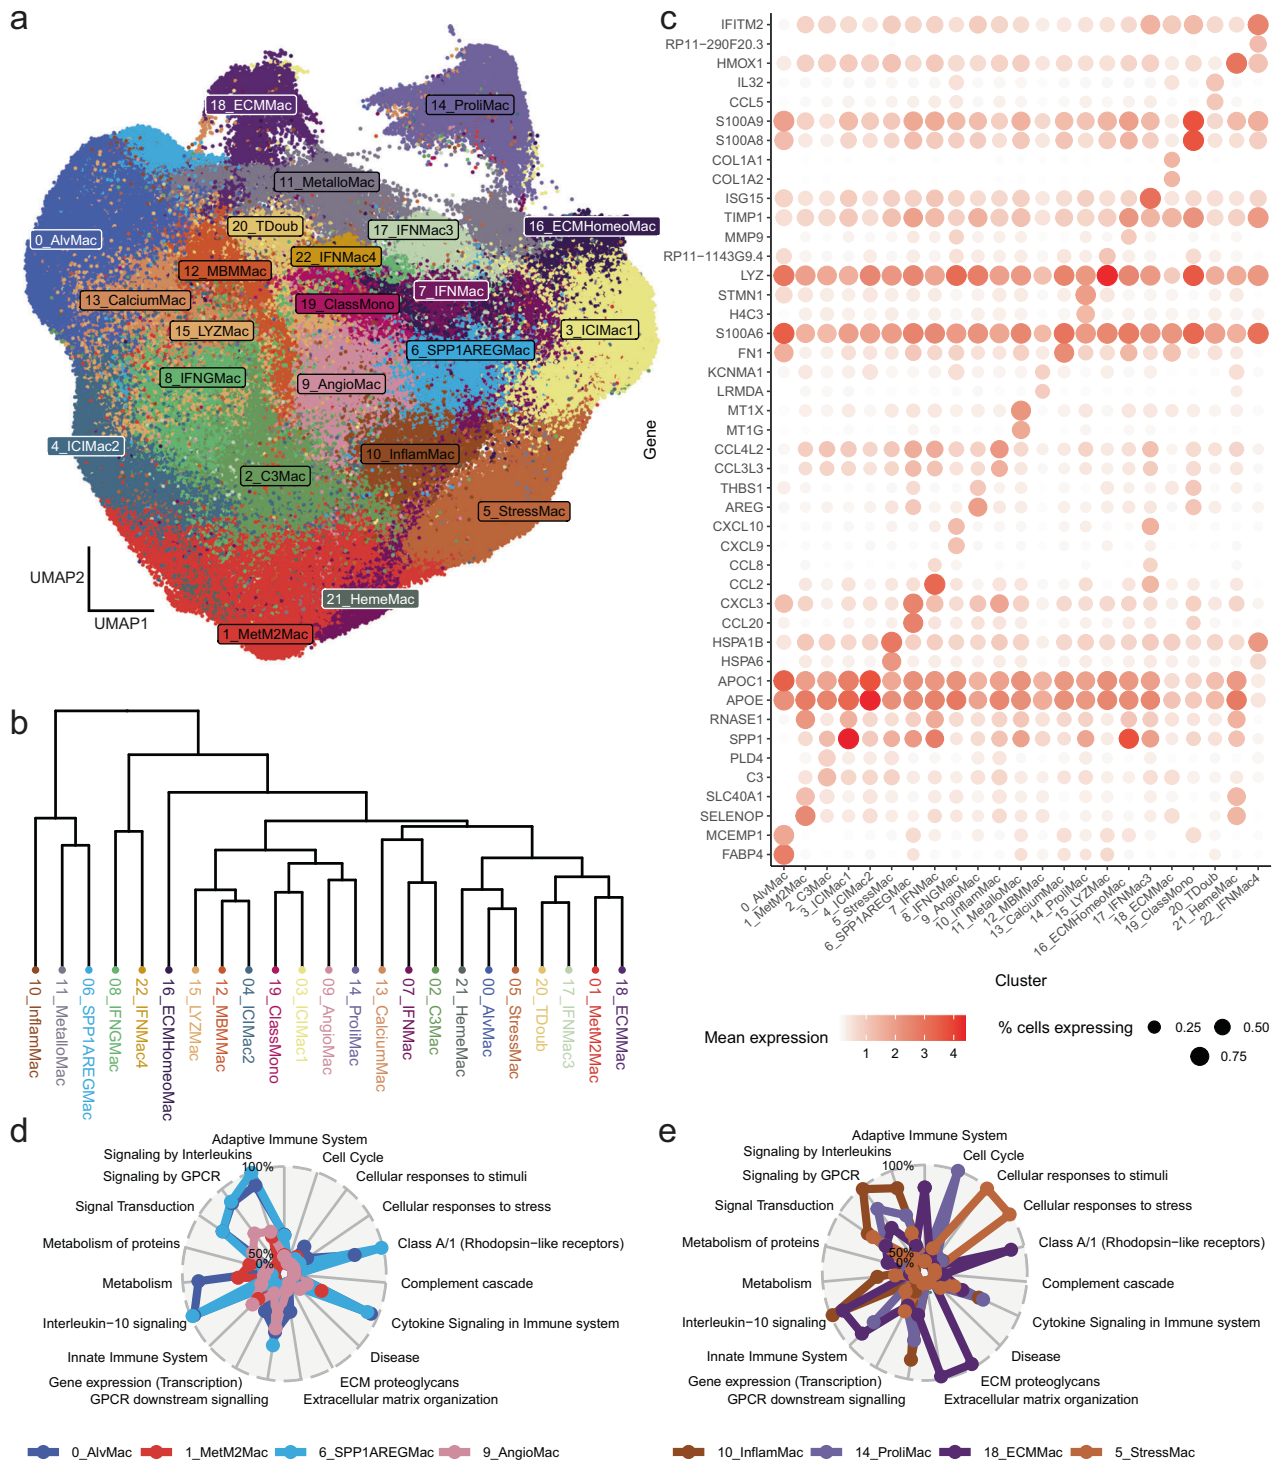 a
18_ECMMac
14_ProliMac
11_MetalloMac
20_TDoub
17_IFNMac3
16_ECMHomeoMac
0_AlvMac
22_IFNMac4
12_MBMMac
7_IFNMac
13_CalciumMac
19_ClassMono
15_LYZMac
3_ICIMac1
6_SPP1AREGMac
8_IFNGMac
9_AngioMac
4_ICIMac2
10_InflamMac
2_C3Mac
5_StressMac
21_HemeMac
1_MetM2Mac
UMAP2
UMAP1
b
10_InflamMac
11_MetalloMac
06_SPP1AREGMac
08_IFNGMac
22_IFNMac4
16_ECMHomeoMac
15_LYZMac
12_MBMMac
04_ICIMac2
19_ClassMono
03_ICIMac1
09_AngioMac
14_ProliMac
13_CalciumMac
07_IFNMac
02_C3Mac
21_HemeMac
00_AlvMac
05_StressMac
20_TDoub
17_IFNMac3
01_MetM2Mac
18_ECMMac
c
Gene
IFITM2
RP11−290F20.3
HMOX1
IL32
CCL5
S100A9
S100A8
COL1A1
COL1A2
ISG15
TIMP1
MMP9
RP11−1143G9.4
LYZ
STMN1
H4C3
S100A6
FN1
KCNMA1
LRMDA
MT1X
MT1G
CCL4L2
CCL3L3
THBS1
AREG
CXCL10
CXCL9
CCL8
CCL2
CXCL3
CCL20
HSPA1B
HSPA6
APOC1
APOE
RNASE1
SPP1
PLD4
C3
SLC40A1
SELENOP
MCEMP1
FABP4
0_AlvMac
1_MetM2Mac
2_C3Mac
3_ICIMac1
4_ICIMac2
5_StressMac
6_SPP1AREGMac
7_IFNMac
8_IFNGMac
9_AngioMac
10_InflamMac
11_MetalloMac
12_MBMMac
13_CalciumMac
14_ProliMac
15_LYZMac
16_ECMHomeoMac
17_IFNMac3
18_ECMMac
19_ClassMono
20_TDoub
21_HemeMac
22_IFNMac4
Cluster
Mean expression
1 2 3 4
% cells expressing
0.25 0.50
0.75
d
Adaptive Immune System
Cell Cycle
Cellular responses to stimuli
Cellular responses to stress
Class A/1 (Rhodopsin−like receptors)
Complement cascade
Cytokine Signaling in Immune system
Disease
ECM proteoglycans
Extracellular matrix organization
GPCR downstream signalling
Gene expression (Transcription)
Innate Immune System
Interleukin−10 signaling
Metabolism
Metabolism of proteins
Signal Transduction
Signaling by GPCR
Signaling by Interleukins
100%
50%
0%
0_AlvMac 1_MetM2Mac 6_SPP1AREGMac 9_AngioMac
e
Adaptive Immune System
Cell Cycle
Cellular responses to stimuli
Cellular responses to stress
Class A/1 (Rhodopsin−like receptors)
Complement cascade
Cytokine Signaling in Immune system
Disease
ECM proteoglycans
Extracellular matrix organization
GPCR downstream signalling
Gene expression (Transcription)
Innate Immune System
Interleukin−10 signaling
Metabolism
Metabolism of proteins
Signal Transduction
Signaling by GPCR
Signaling by Interleukins
100%
50%
0%
10_InflamMac 14_ProliMac 18_ECMMac 5_StressMac